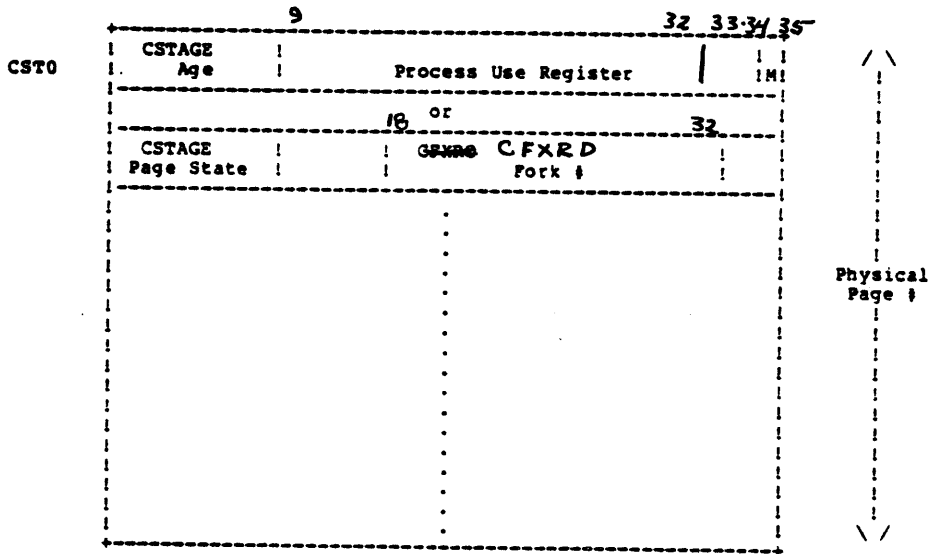 9 32 33 34 35
CSTAGE
CST0 Age Process Use Register M
or
18 32
CSTAGE CFXRD
Page State Fork #
Physical
Page #